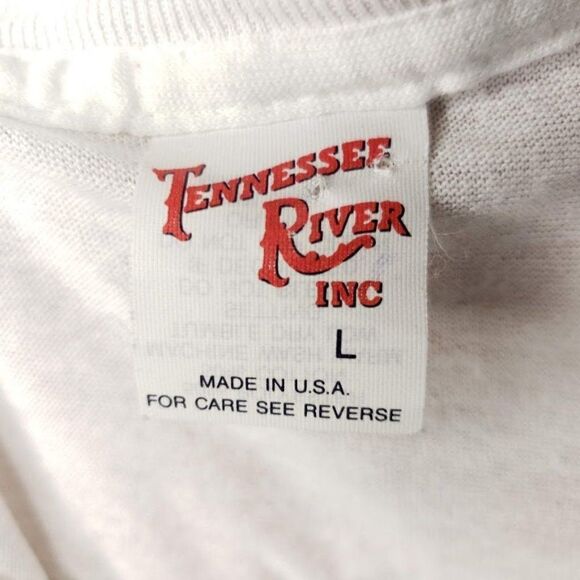 TENNESSEE
RIVER
INC
L
MADE IN U.S.A.
FOR CARE SEE REVERSE